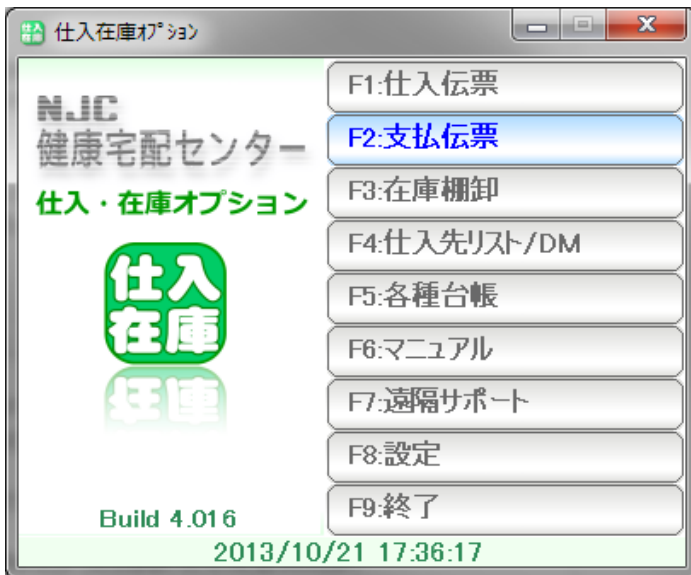 仕入在庫ｵﾌﾟｼｮﾝ
NJC
健康宅配センター
仕入・在庫オプション
仕入
在庫
Build 4.016
F1:仕入伝票
F2:支払伝票
F3:在庫棚卸
F4:仕入先リスト/DM
F5:各種台帳
F6:マニュアル
F7:遠隔サポート
F8:設定
F9:終了
2013/10/21 17:36:17